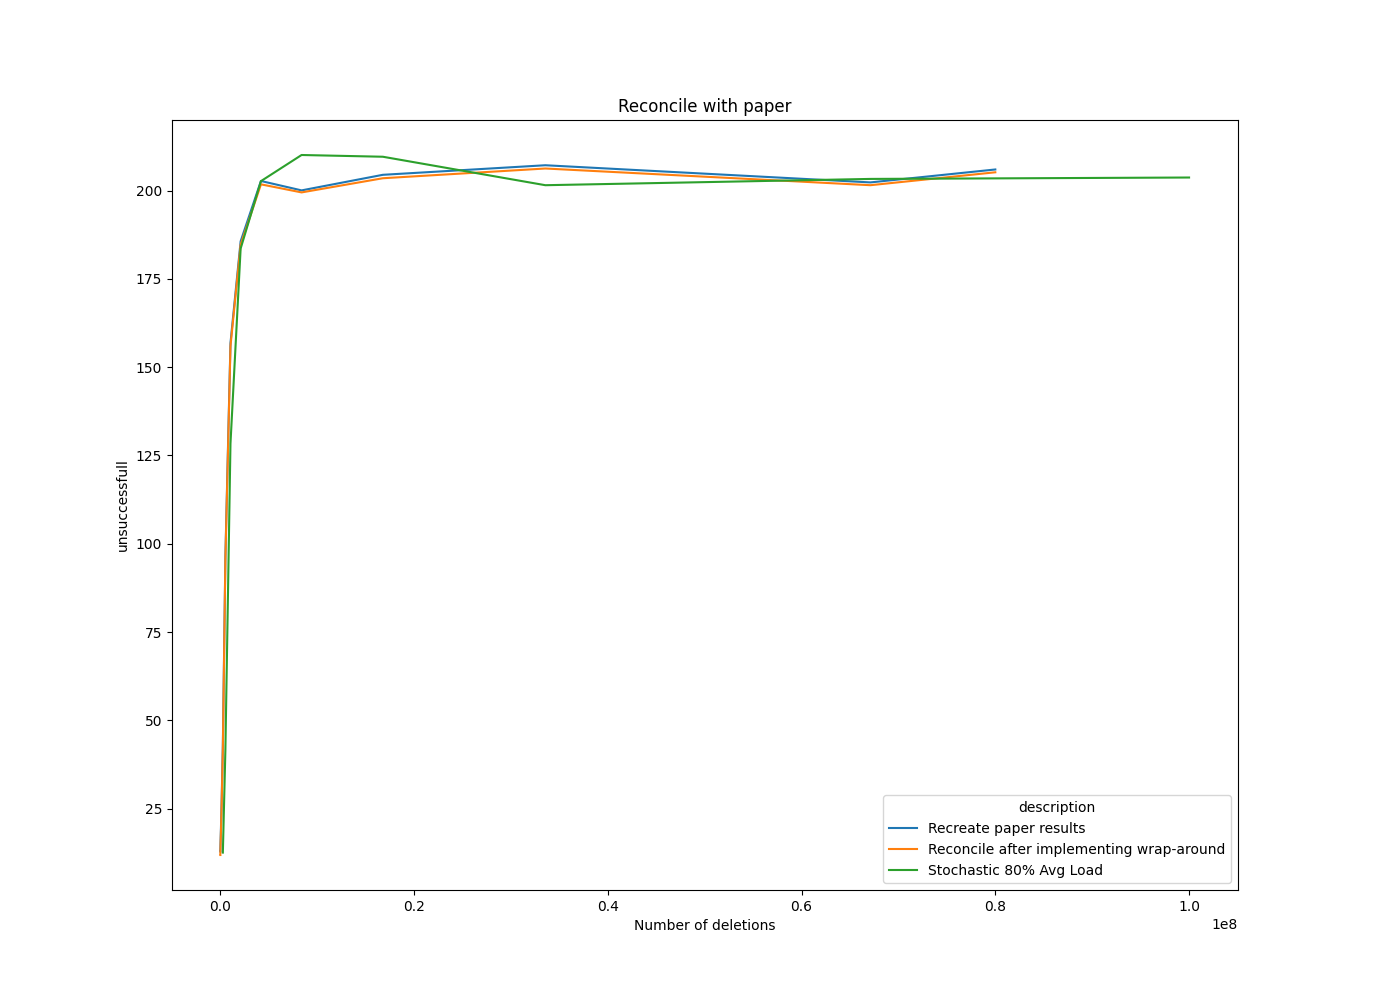 Reconcile with paper
200
175
150
125
100
75
50
25
unsuccessfull
0.0 0.2 0.4 0.6 0.8 1.0
1e8
Number of deletions
description
Recreate paper results
Reconcile after implementing wrap-around
Stochastic 80% Avg Load